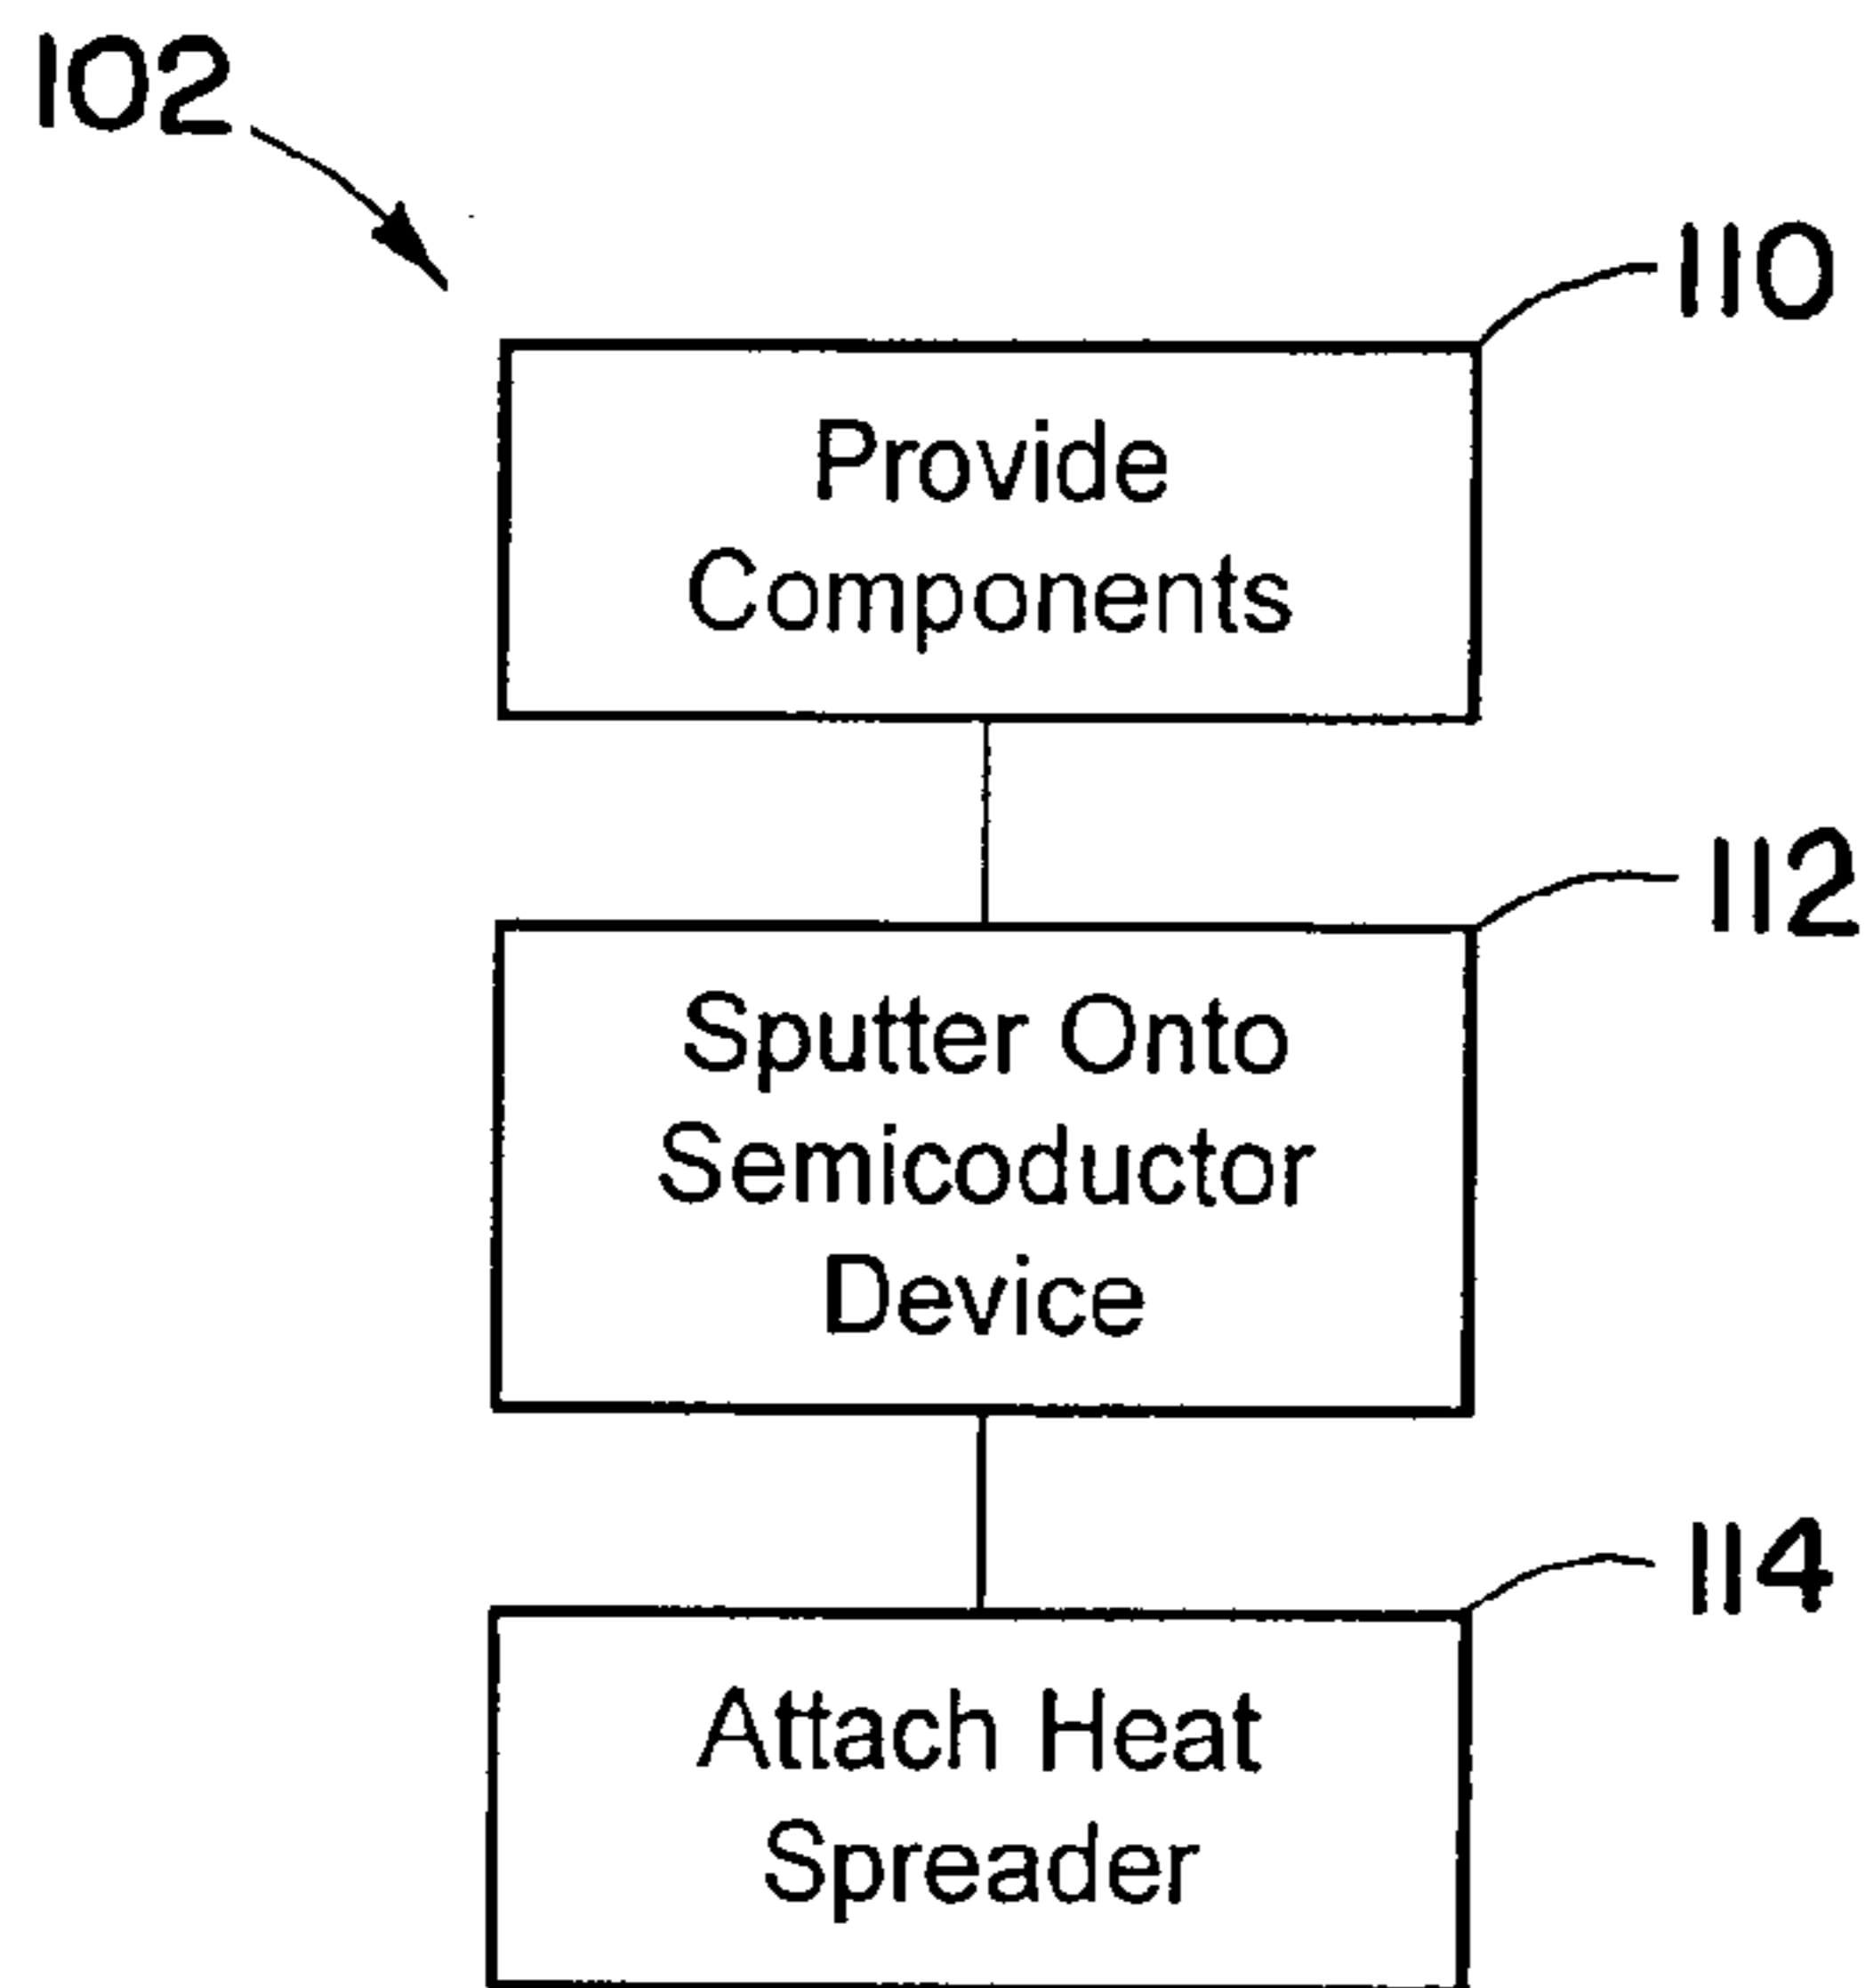 102
110
Provide
Components
112
Sputter Onto
Semicoductor
Device
114
Attach Heat
Spreader